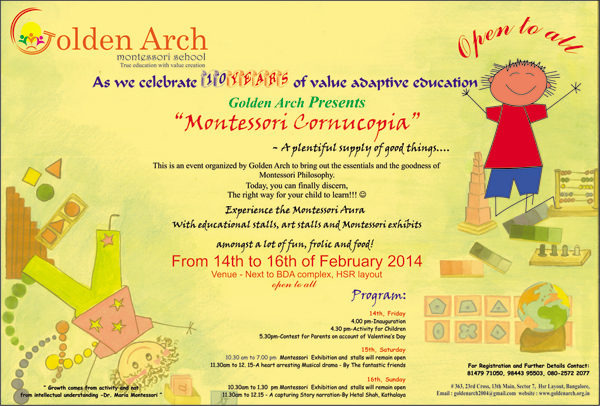 Golden Arch
montessori school
True education with value creation
Open to all
As we celebrate TWO YEARS of value adaptive education
Golden Arch Presents
"Montessori Cornucopia"
~ A plentiful supply of good things....
This is an event organized by Golden Arch to bring out the essentials and the goodness of
Montessori Philosophy.
Today, you can finally discern,
The right way for your child to learn!!! ☺
Experience the Montessori Aura
With educational stalls, art stalls and Montessori exhibits
amongst a lot of fun, frolic and food!
From 14th to 16th of February 2014
Venue - Next to BDA complex, HSR layout
open to all
Program:
14th, Friday
4.00 pm-Inauguration
4.30 pm-Activity for Children
5.30pm-Contest for Parents on account of Valentine's Day
15th, Saturday
10.30 am to 7.00 pm Montessori Exhibition and stalls will remain open
11.30am to 12.15-A heart arresting Musical drama - By The fantastic friends
16th, Sunday
10.30am to 1.30 pm Montessori Exhibition and stalls will remain open
11.30am to 12.15 - A capturing Story narration-By Hetal Shah, Kathalaya
" Growth comes from activity and not
from intellectual understanding -Dr. Maria Montessori "
For Registration and Further Details Contact:
81479 71050, 98443 95503, 080-2572 2077
# 363, 23rd Cross, 13th Main, Sector 7, Hsr Layout, Bangalore,
Email : goldenarch2004@gmail.com website : www.goldenarch.org.in